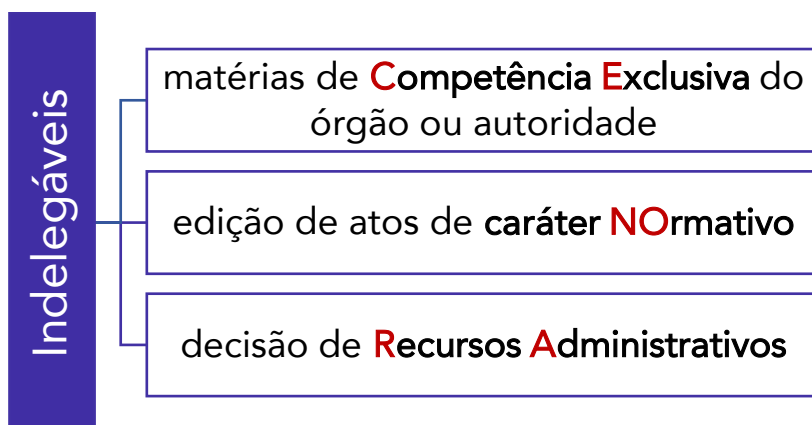 Indelegáveis
matérias de Competência Exclusiva do
órgão ou autoridade
edição de atos de caráter NOrmativo
decisão de Recursos Administrativos